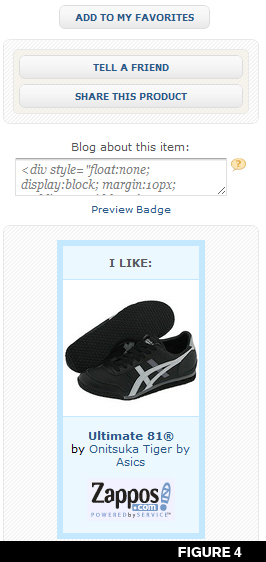 ADD TO MY FAVORITES
TELL A FRIEND
SHARE THIS PRODUCT
Blog about this item:
<div style="float:none;
display:block; margin:10px;
?
Preview Badge
I LIKE:
Ultimate 81®
by Onitsuka Tiger by
Asics
Zappos
.com
POWERED by SERVICE™
FIGURE 4